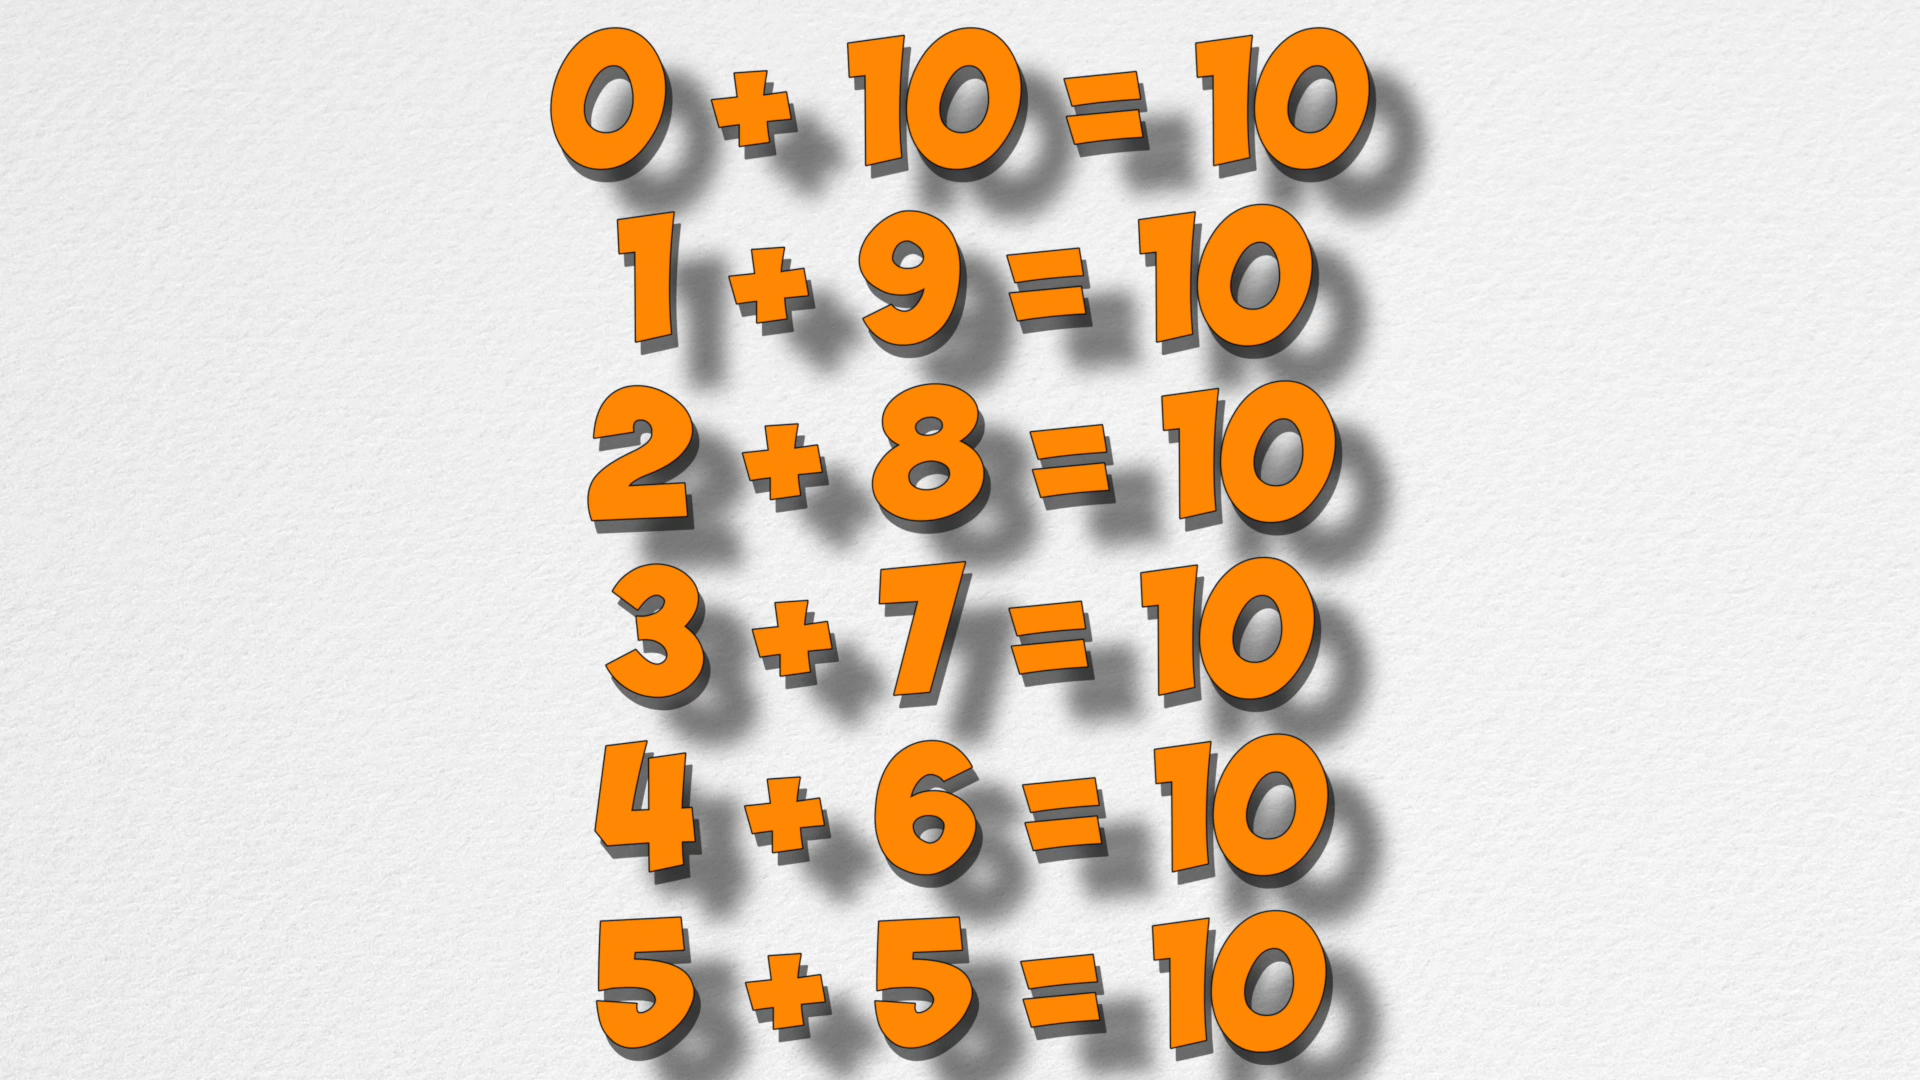 0 + 10 = 10
1 + 9 = 10
2 + 8 = 10
3 + 7 = 10
4 + 6 = 10
5 + 5 = 10